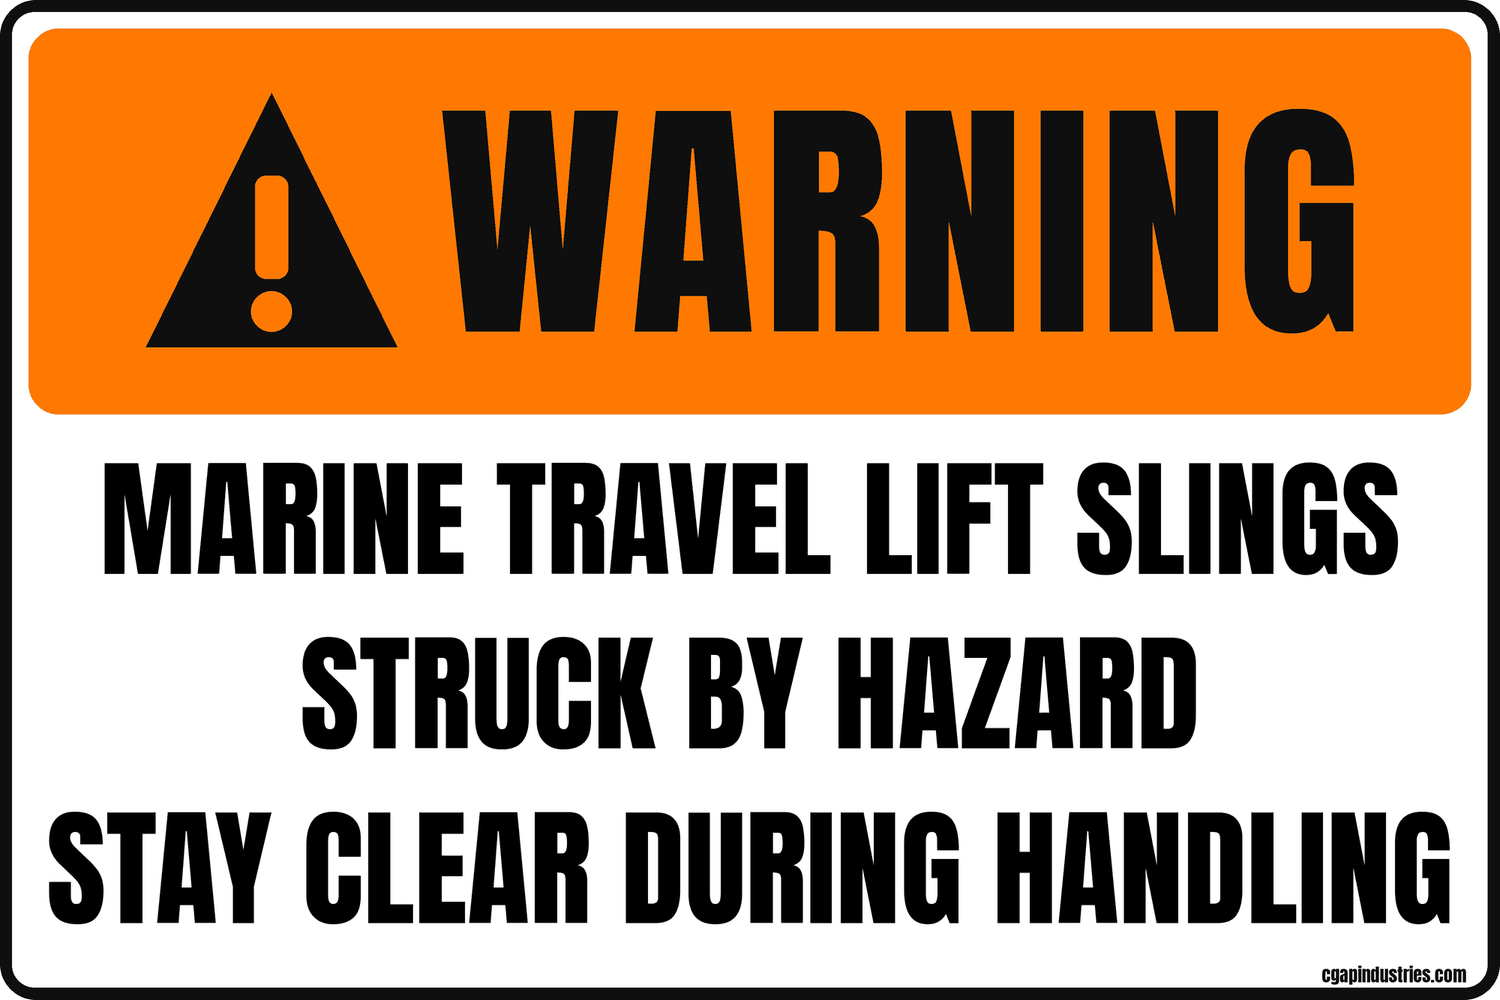 WARNING
MARINE TRAVEL LIFT SLINGS
STRUCK BY HAZARD
STAY CLEAR DURING HANDLING
cgapindustries.com